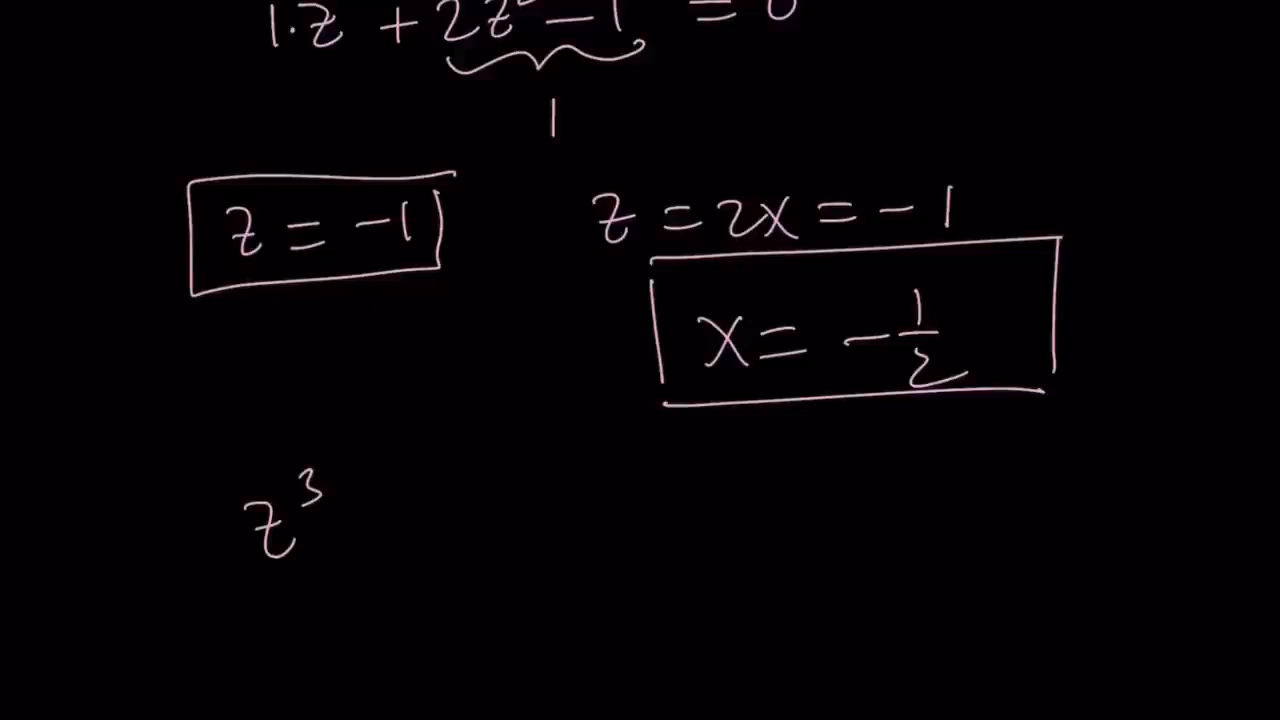 1·z + 2z² − 1 = 0
1
z = −1 z = 2x = −1
x = −1/2
z³